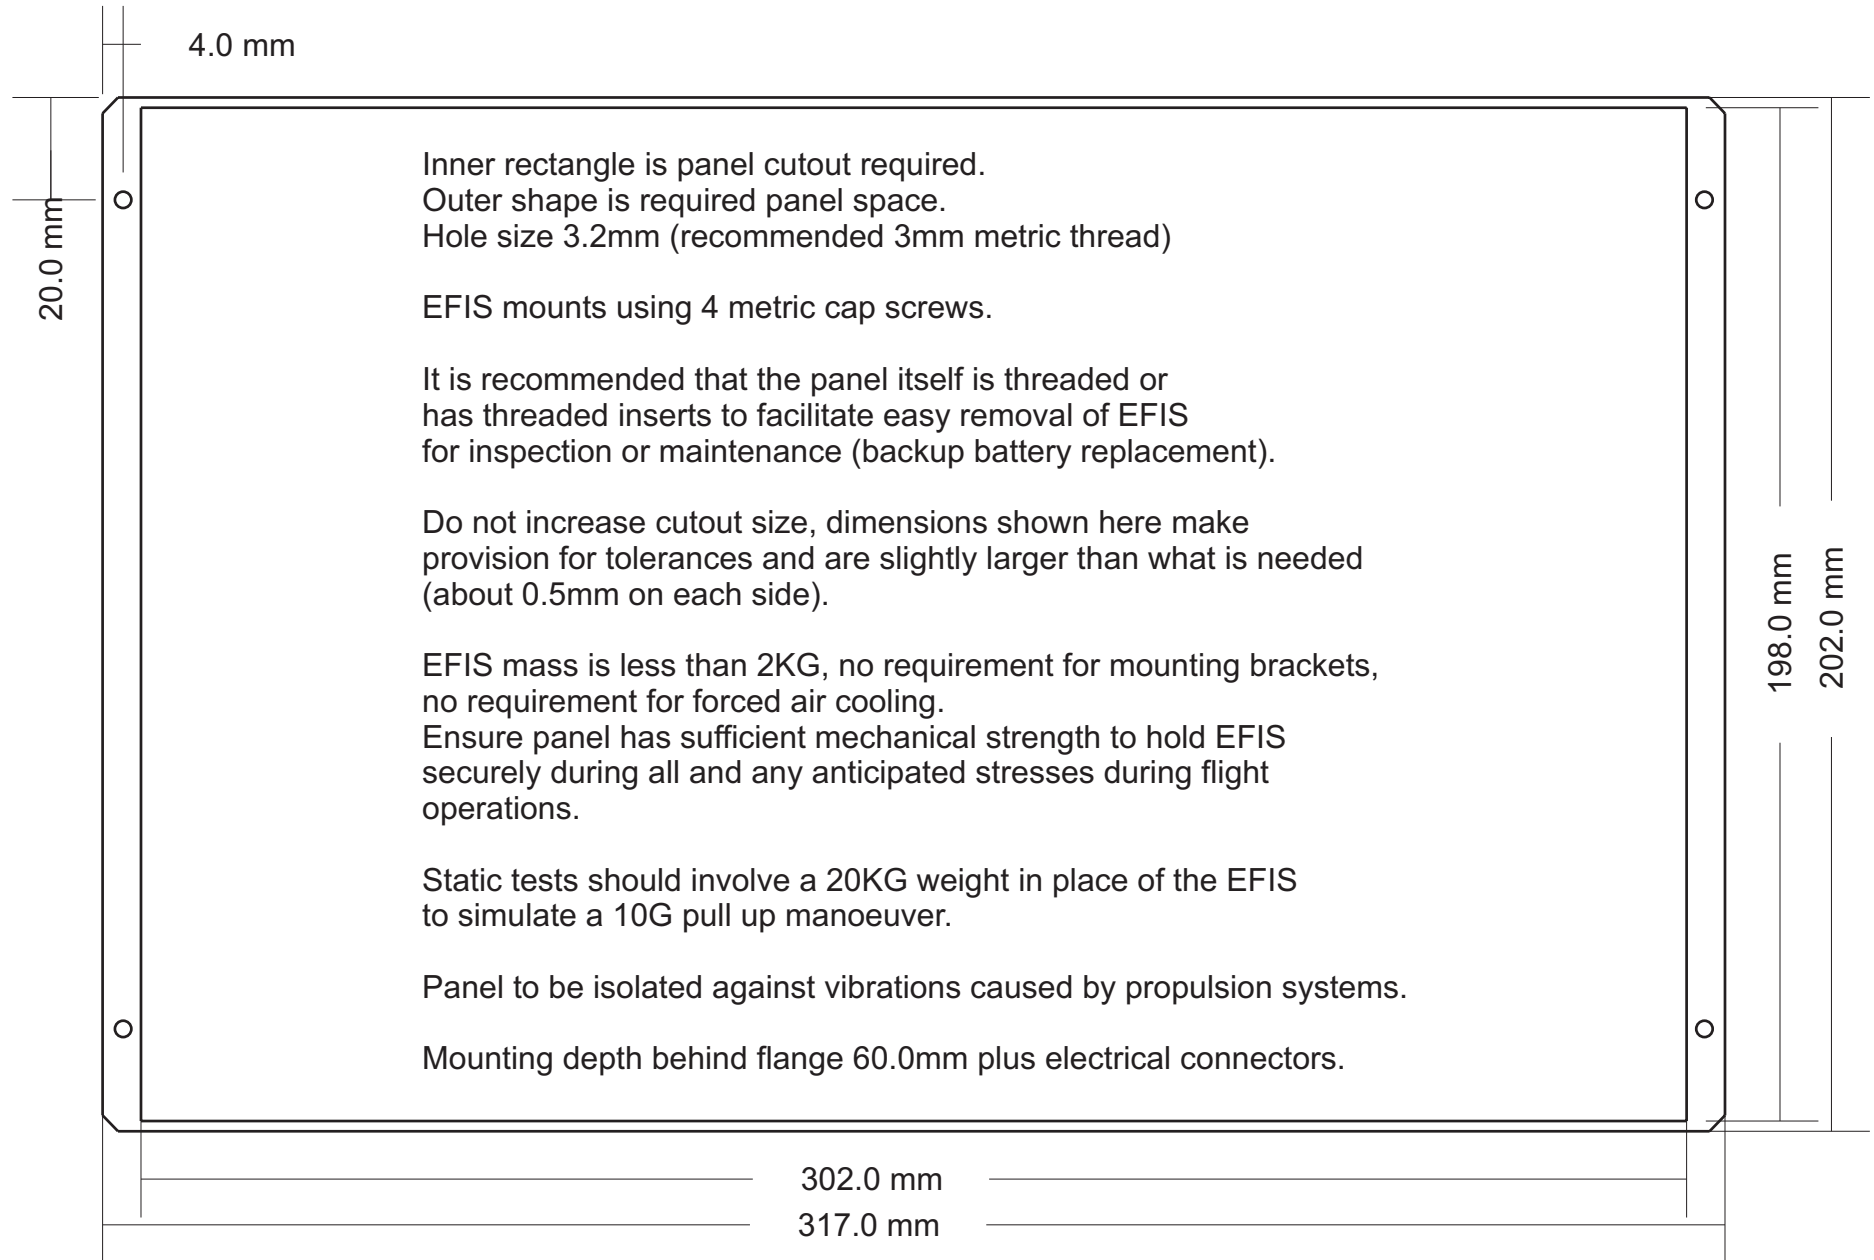 4.0 mm
20.0 mm
Inner rectangle is panel cutout required.
Outer shape is required panel space.
Hole size 3.2mm (recommended 3mm metric thread)
EFIS mounts using 4 metric cap screws.
It is recommended that the panel itself is threaded or
has threaded inserts to facilitate easy removal of EFIS
for inspection or maintenance (backup battery replacement).
Do not increase cutout size, dimensions shown here make
provision for tolerances and are slightly larger than what is needed
(about 0.5mm on each side).
EFIS mass is less than 2KG, no requirement for mounting brackets,
no requirement for forced air cooling.
Ensure panel has sufficient mechanical strength to hold EFIS
securely during all and any anticipated stresses during flight
operations.
Static tests should involve a 20KG weight in place of the EFIS
to simulate a 10G pull up manoeuver.
Panel to be isolated against vibrations caused by propulsion systems.
Mounting depth behind flange 60.0mm plus electrical connectors.
198.0 mm
202.0 mm
302.0 mm
317.0 mm